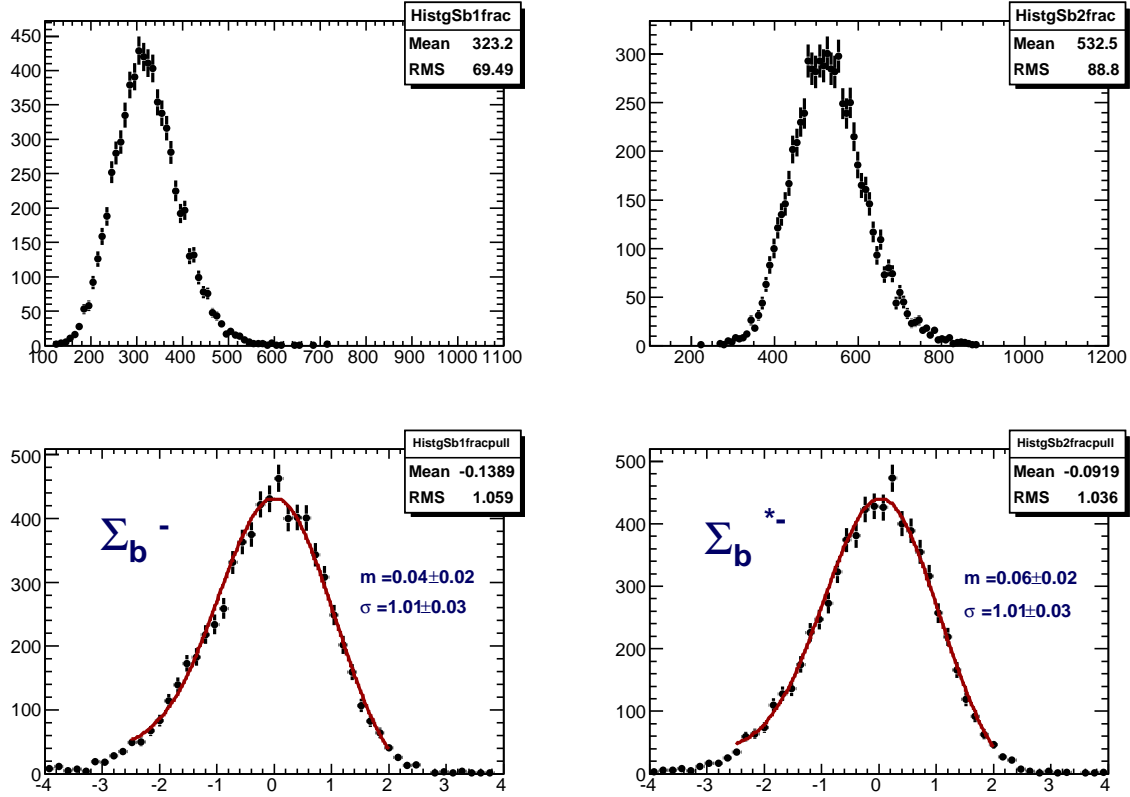 HistgSb1frac
Mean 323.2
RMS 69.49
450
400
350
300
250
200
150
100
50
0
100 200 300 400 500 600 700 800 900 1000 1100
HistgSb2frac
Mean 532.5
RMS 88.8
300
250
200
150
100
50
0
200 400 600 800 1000 1200
HistgSb1fracpull
Mean -0.1389
RMS 1.059
500
400
300
200
100
0
Σb -
m =0.04±0.02
σ =1.01±0.03
-4 -3 -2 -1 0 1 2 3 4
HistgSb2fracpull
Mean -0.0919
RMS 1.036
500
400
300
200
100
0
Σb *-
m =0.06±0.02
σ =1.01±0.03
-4 -3 -2 -1 0 1 2 3 4